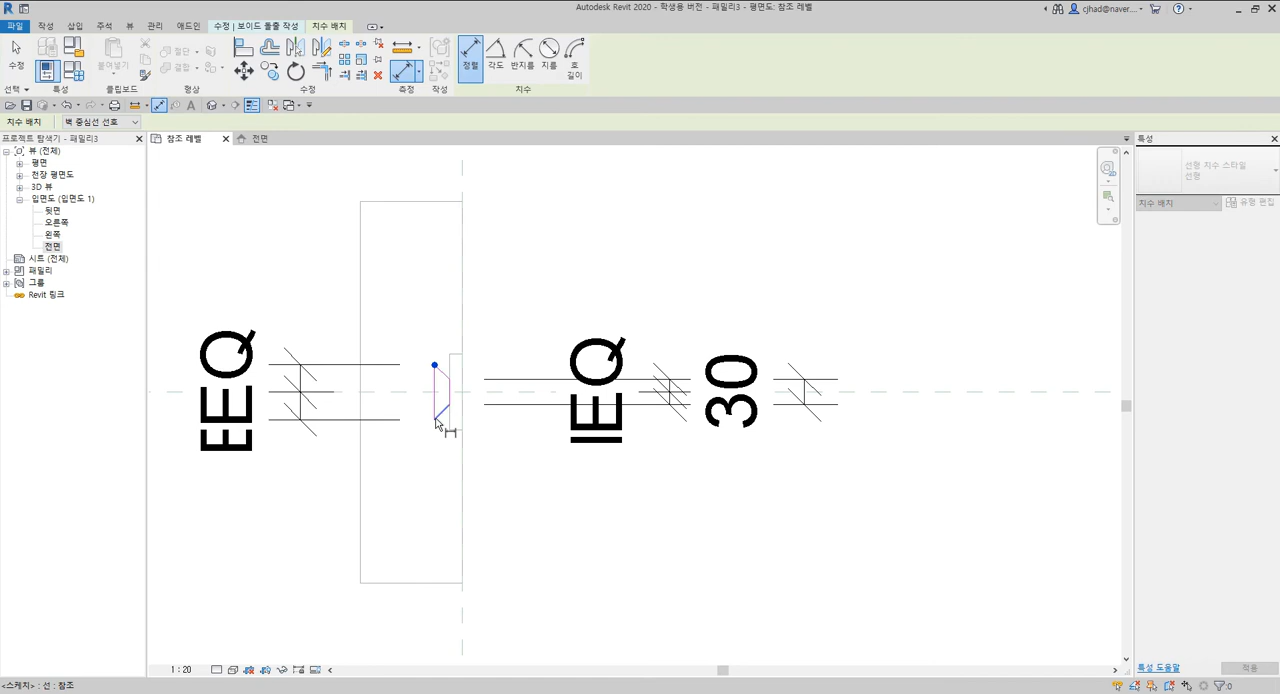 Autodesk Revit 2020 - 학생용 버전 - 패밀리3 - 평면도: 참조 레벨
cjhad@naver....
파일 작성 삽입 주석 뷰 관리 애드인 수정 | 보이드 돌출 작성 치수 배치
수정 붙여넣기 절단 결합 정렬 각도 반지름 지름 호 길이
선택 특성 클립보드 형상 수정 측정 작성 치수
치수 배치 벽 중심선 선호
프로젝트 탐색기 - 패밀리3
참조 레벨 전면
특성
뷰 (전체)
평면
천장 평면도
3D 뷰
입면도 (입면도 1)
뒷면
오른쪽
왼쪽
전면
시트 (전체)
패밀리
그룹
Revit 링크
선형 치수 스타일
선형
치수 배치 유형 편집
EEQ
IEQ
30
1 : 20
특성 도움말 적용
<스케치> : 선 : 참조
:0